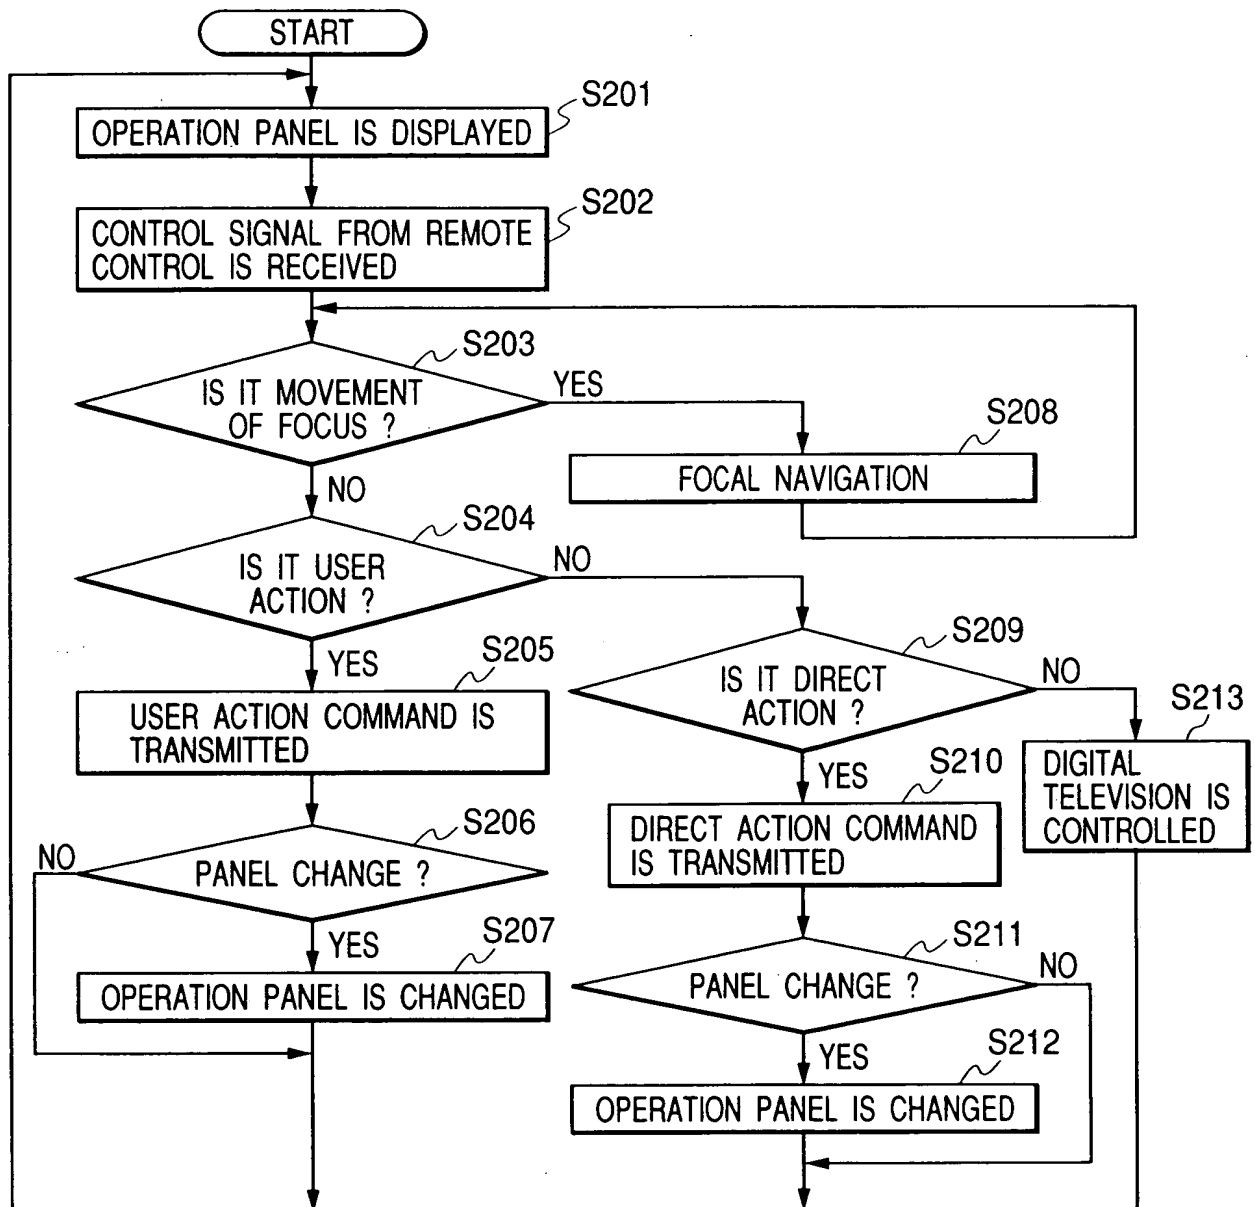 START
S201
OPERATION PANEL IS DISPLAYED
S202
CONTROL SIGNAL FROM REMOTE
CONTROL IS RECEIVED
S203
IS IT MOVEMENT
OF FOCUS ?
YES
NO
S208
FOCAL NAVIGATION
S204
IS IT USER
ACTION ?
NO
YES
S205
USER ACTION COMMAND IS
TRANSMITTED
S209
IS IT DIRECT
ACTION ?
NO
YES
S213
DIGITAL
TELEVISION IS
CONTROLLED
S210
DIRECT ACTION COMMAND
IS TRANSMITTED
S206
PANEL CHANGE ?
NO
YES
S207
OPERATION PANEL IS CHANGED
S211
PANEL CHANGE ?
NO
YES
S212
OPERATION PANEL IS CHANGED